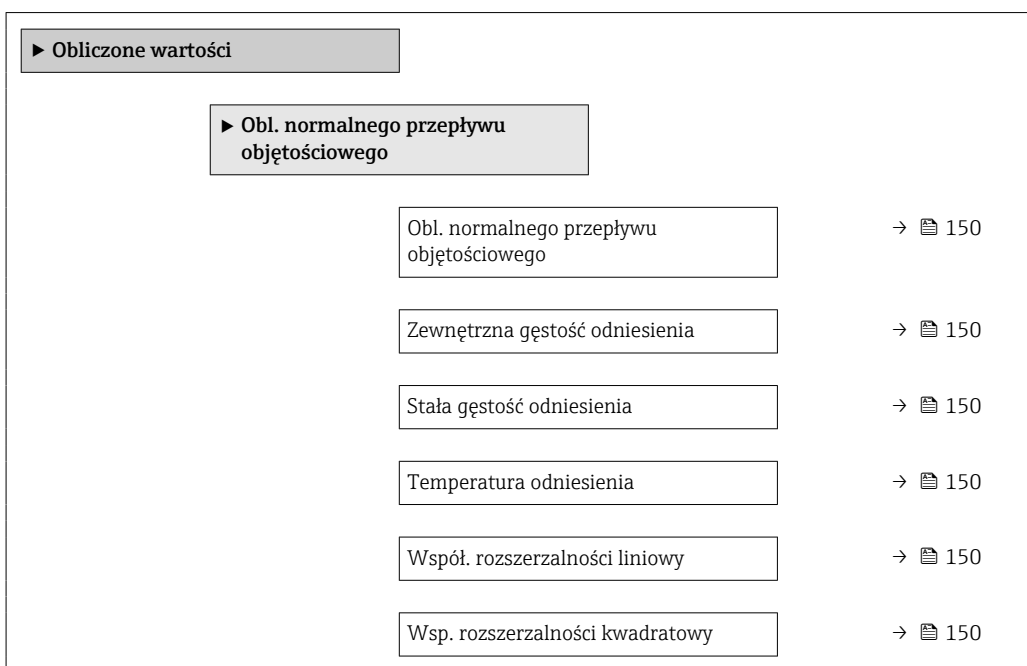 ▶ Obliczone wartości
▶ Obl. normalnego przepływu
objętościowego
Obl. normalnego przepływu
objętościowego
→ 150
Zewnętrzna gęstość odniesienia → 150
Stała gęstość odniesienia → 150
Temperatura odniesienia → 150
Współ. rozszerzalności liniowy → 150
Wsp. rozszerzalności kwadratowy → 150